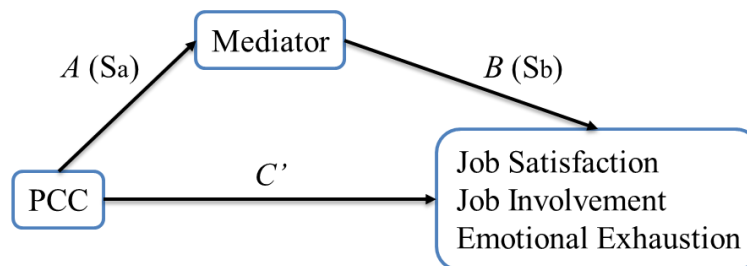 Mediator
A (Sa)
B (Sb)
PCC
C’
Job Satisfaction
Job Involvement
Emotional Exhaustion